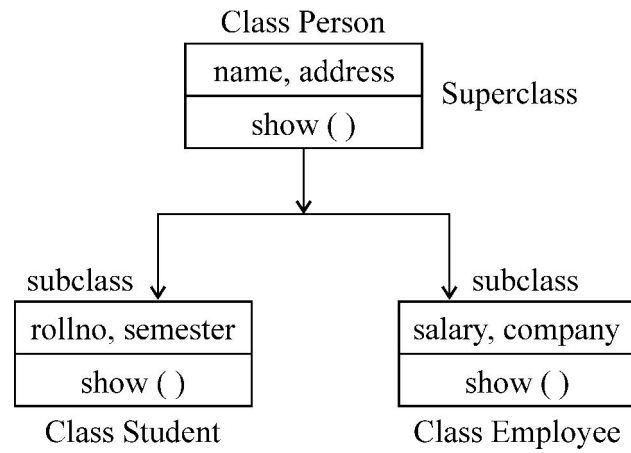 Class Person
name, address
Superclass
show ( )
subclass
rollno, semester
show ( )
Class Student
subclass
salary, company
show ( )
Class Employee